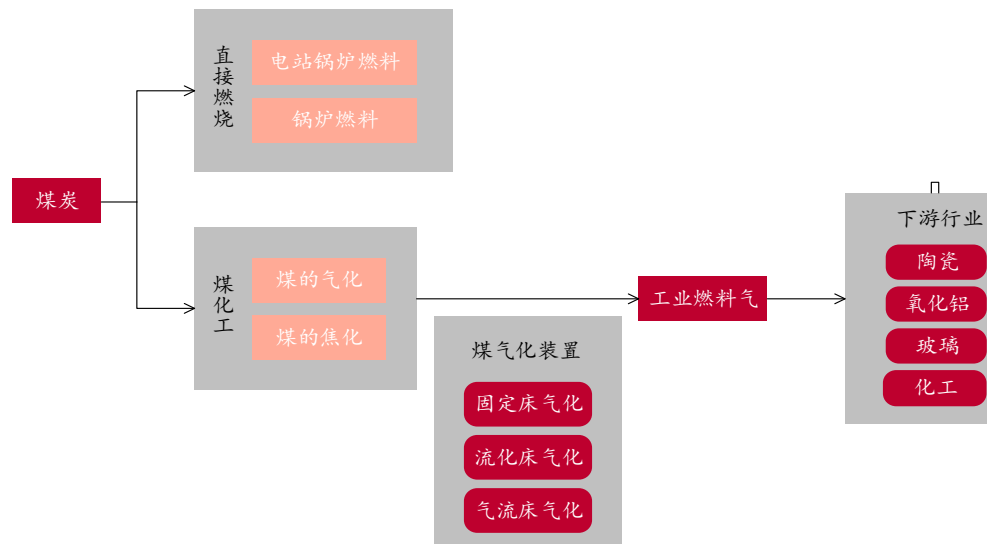 直接燃烧
电站锅炉燃料
锅炉燃料
煤炭
煤化工
煤的气化
煤的焦化
工业燃料气
下游行业
陶瓷
氧化铝
玻璃
化工
煤气化装置
固定床气化
流化床气化
气流床气化